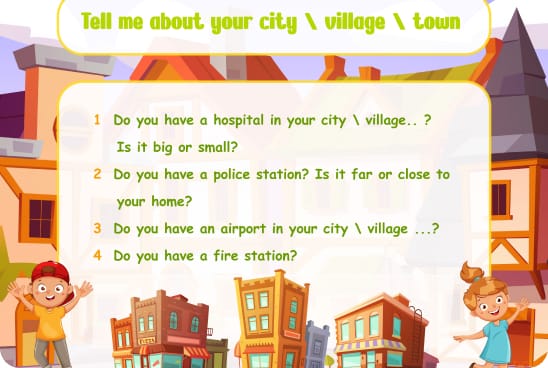 Tell me about your city \ village \ town
1 Do you have a hospital in your city \ village.. ?
Is it big or small?
2 Do you have a police station? Is it far or close to
your home?
3 Do you have an airport in your city \ village ...?
4 Do you have a fire station?
PIZZA